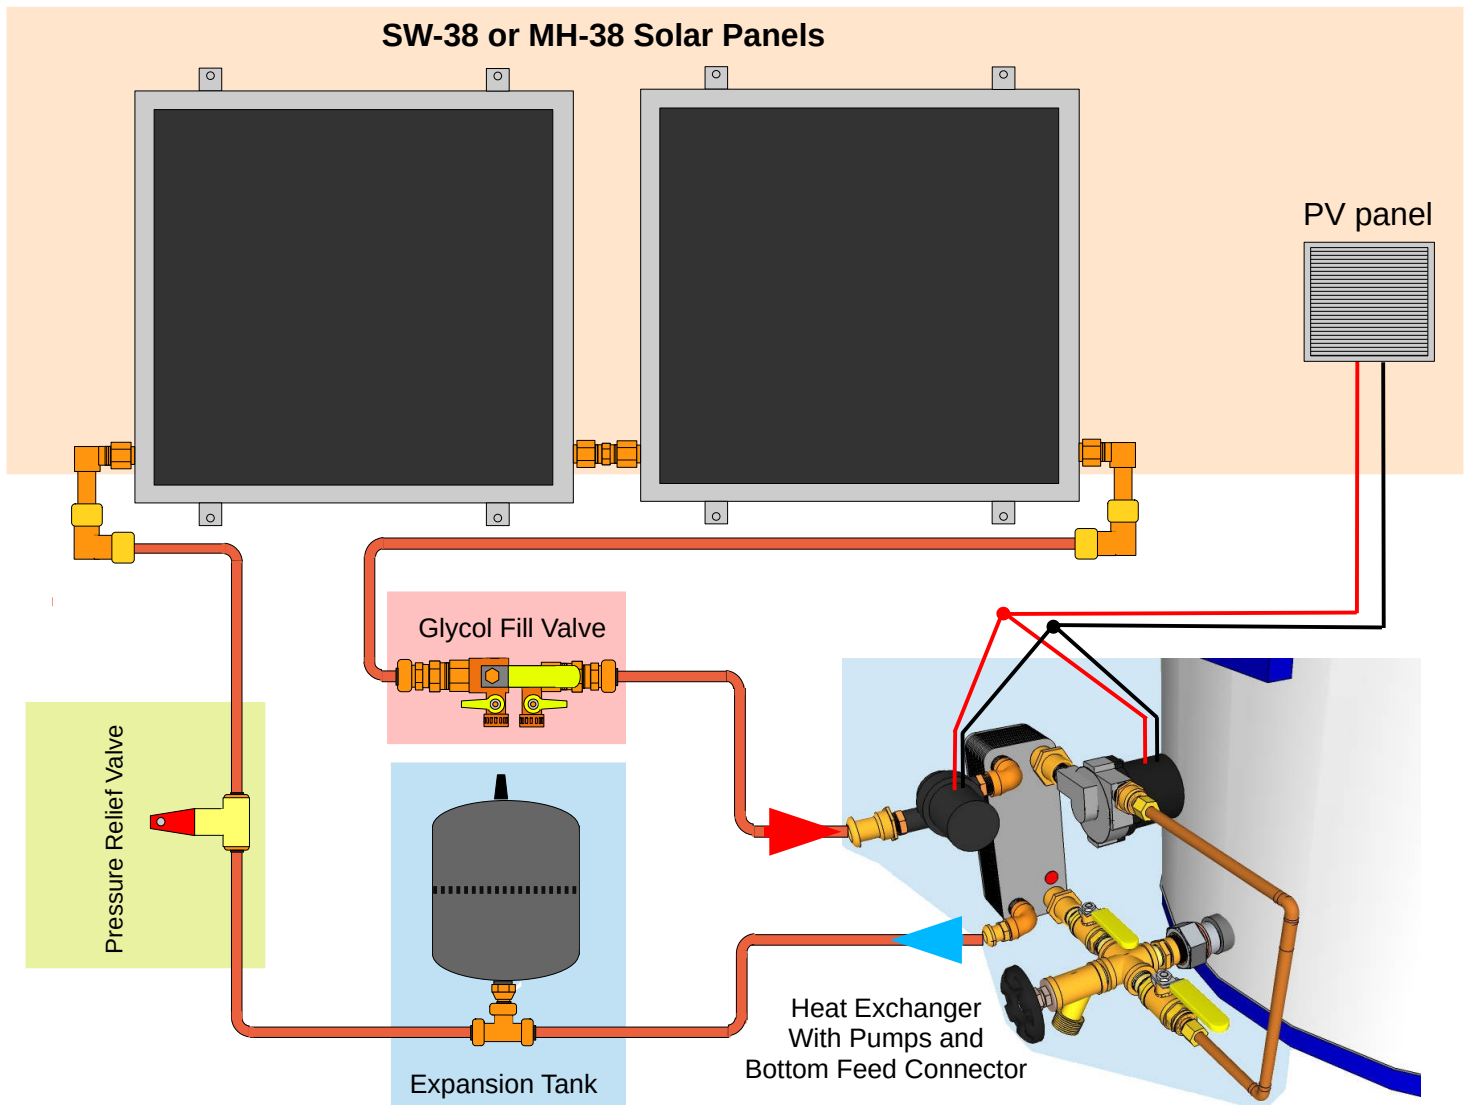 SW-38 or MH-38 Solar Panels
PV panel
Glycol Fill Valve
Pressure Relief Valve
Expansion Tank
Heat Exchanger
With Pumps and
Bottom Feed Connector